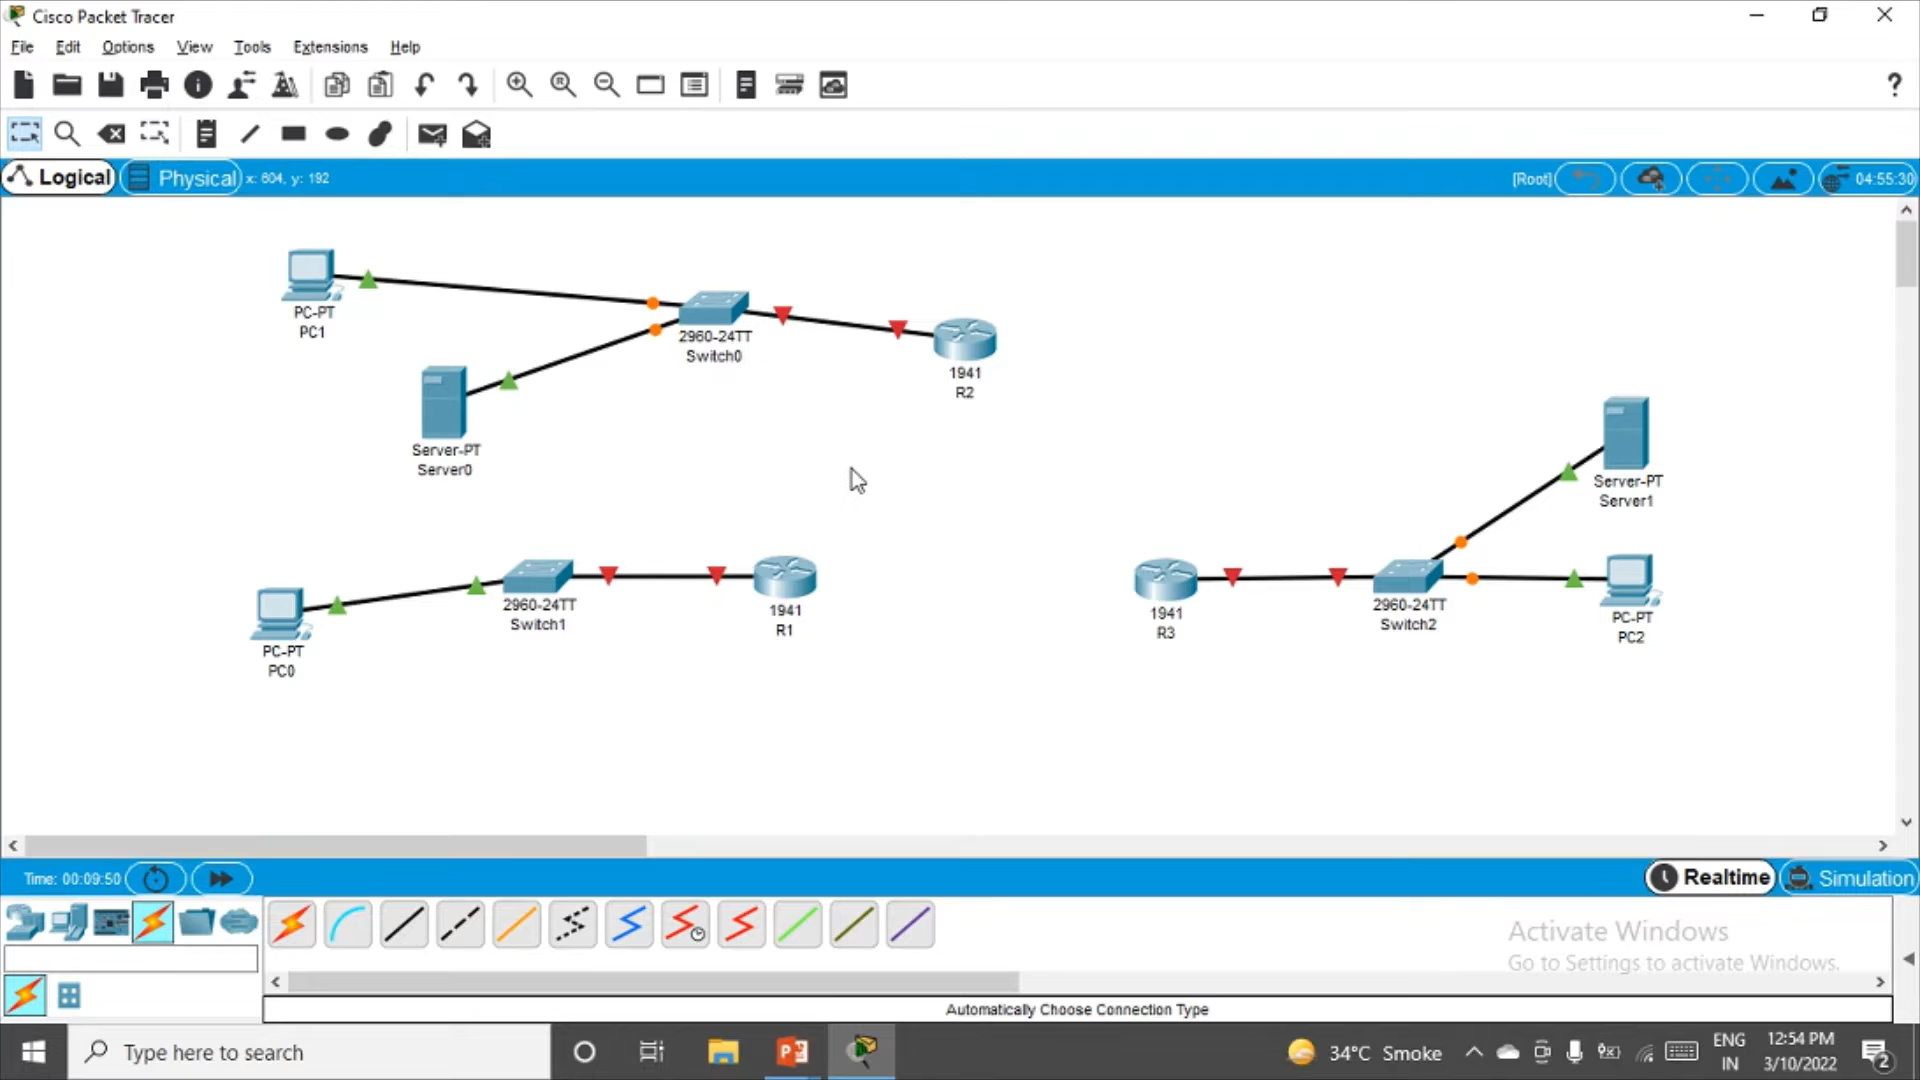 Cisco Packet Tracer
File Edit Options View Tools Extensions Help
?
Logical Physical x: 604, y: 192 [Root] 04:55:30
PC-PT
PC1
2960-24TT
Switch0
1941
R2
Server-PT
Server0
Server-PT
Server1
2960-24TT
Switch1
1941
R1
1941
R3
2960-24TT
Switch2
PC-PT
PC2
PC-PT
PC0
Time: 00:09:50 Realtime Simulation
Activate Windows
Go to Settings to activate Windows.
Automatically Choose Connection Type
Type here to search
34°C Smoke
ENG
IN
12:54 PM
3/10/2022
2